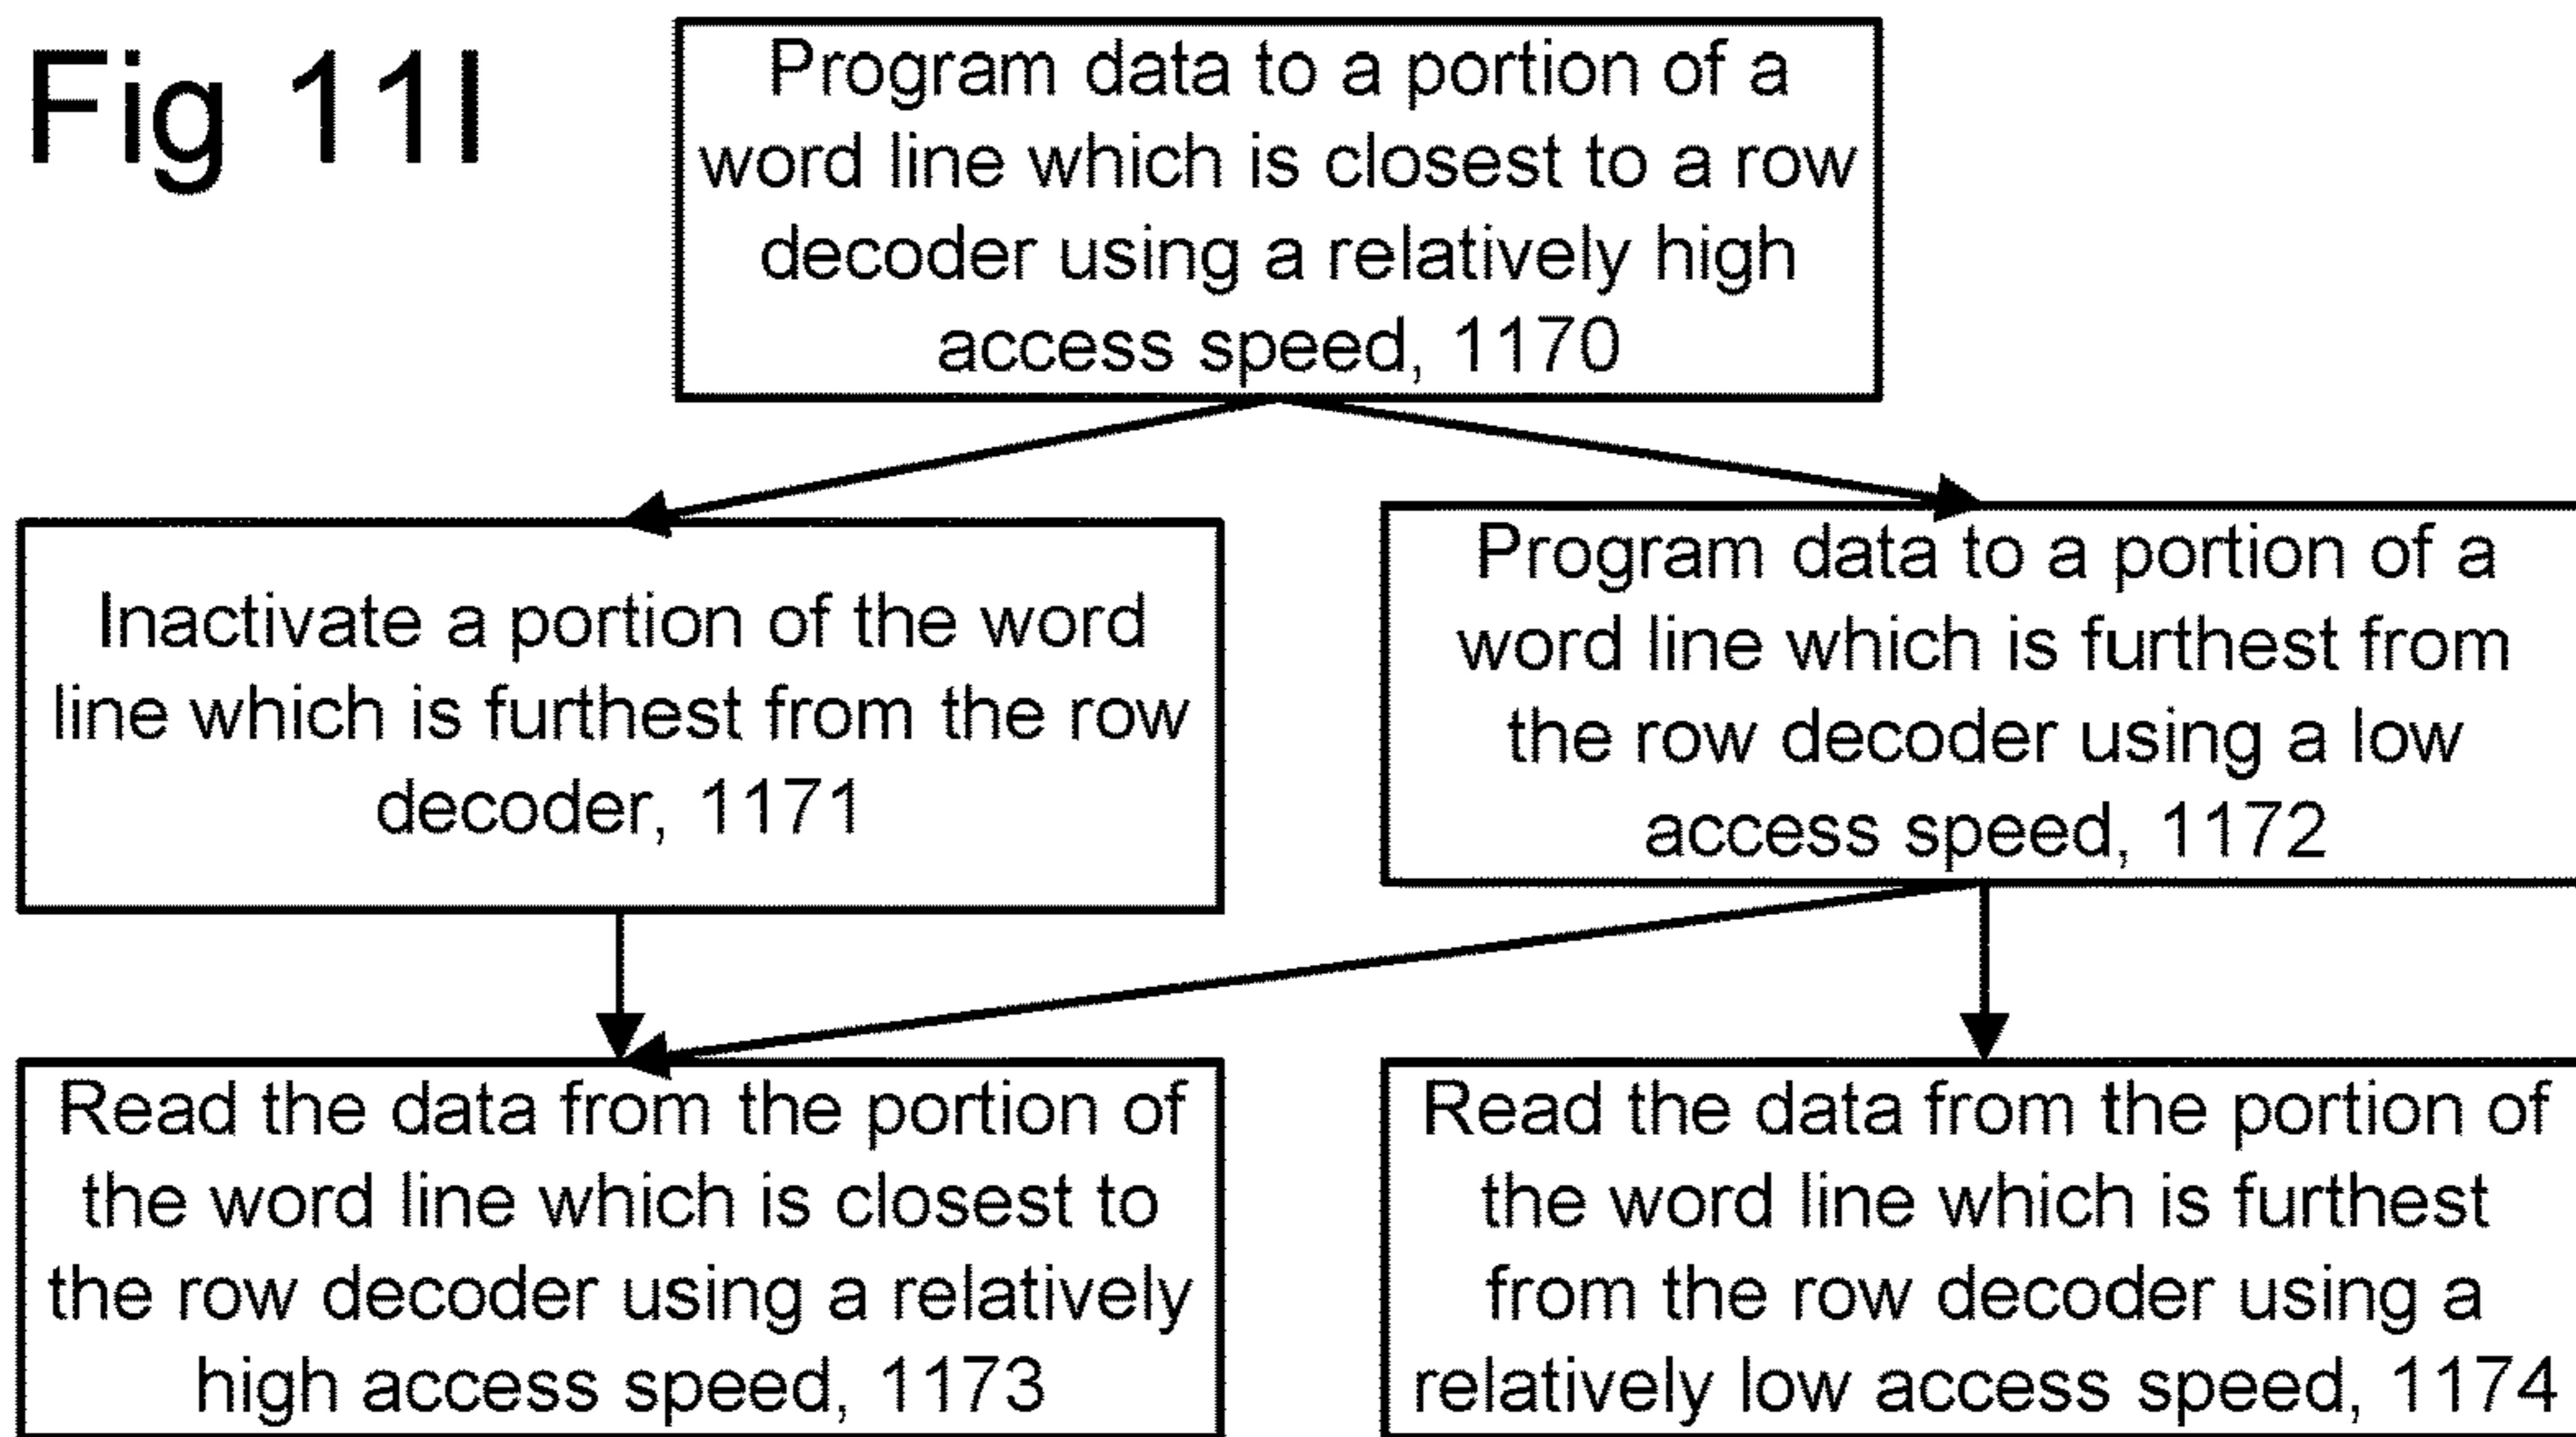 Fig 11I
Program data to a portion of a
word line which is closest to a row
decoder using a relatively high
access speed, 1170
Inactivate a portion of the word
line which is furthest from the row
decoder, 1171
Program data to a portion of a
word line which is furthest from
the row decoder using a low
access speed, 1172
Read the data from the portion of
the word line which is closest to
the row decoder using a relatively
high access speed, 1173
Read the data from the portion of
the word line which is furthest
from the row decoder using a
relatively low access speed, 1174